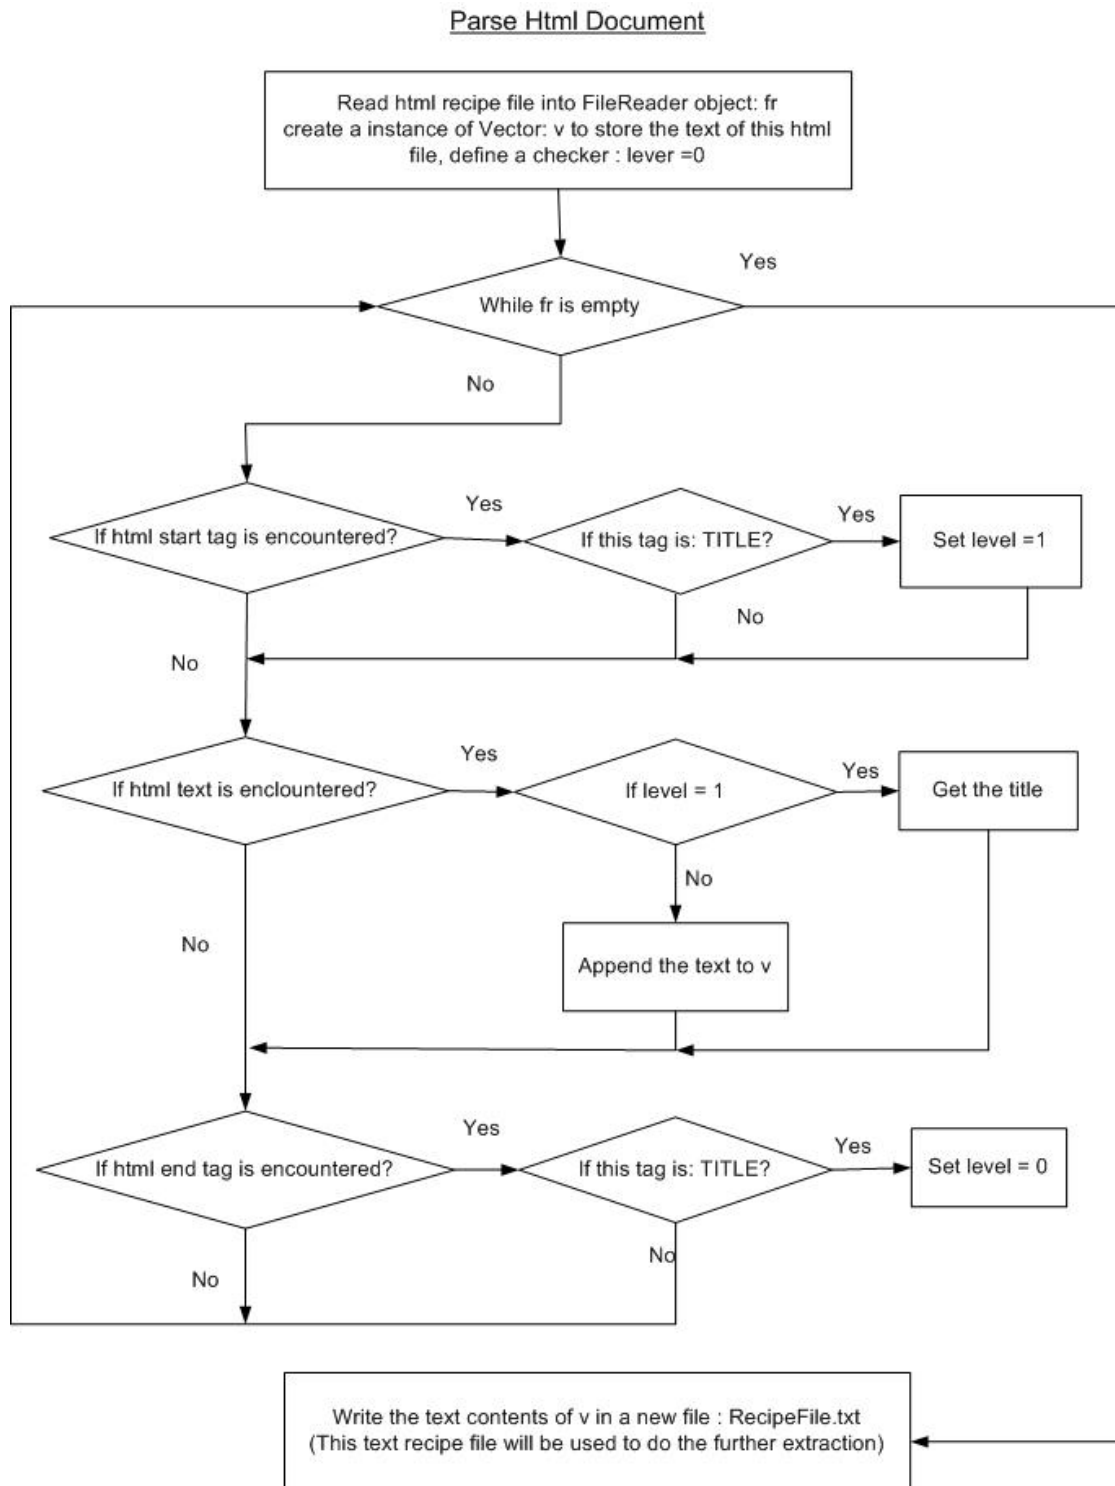 Parse Html Document
Read html recipe file into FileReader object: fr
create a instance of Vector: v to store the text of this html
file, define a checker : lever =0
Yes
While fr is empty
No
Yes
Yes
If html start tag is encountered?
If this tag is: TITLE?
Set level =1
No
No
Yes
Yes
If html text is enclountered?
If level = 1
Get the title
No
No
Append the text to v
Yes
Yes
If html end tag is encountered?
If this tag is: TITLE?
Set level = 0
No
No
Write the text contents of v in a new file : RecipeFile.txt
(This text recipe file will be used to do the further extraction)